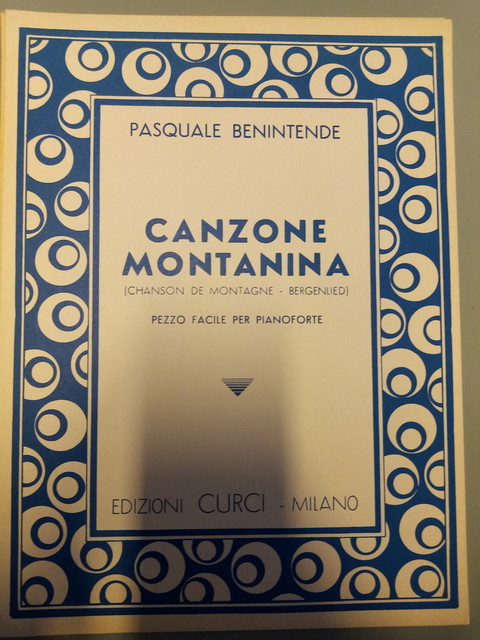 PASQUALE BENINTENDE
CANZONE
MONTANINA
(CHANSON DE MONTAGNE - BERGENLIED)
PEZZO FACILE PER PIANOFORTE
EDIZIONI CURCI - MILANO